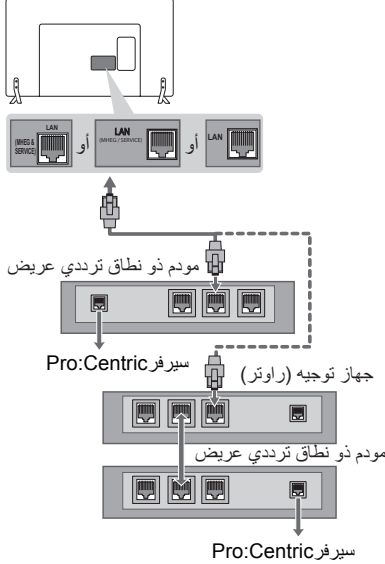 LAN
(MHEG & SERVICE)
أو
LAN
(MHEG / SERVICE)
أو
LAN
مودم ذو نطاق ترددي عريض
سيرفرPro:Centric
جهاز توجيه (راوتر)
مودم ذو نطاق ترددي عريض
سيرفرPro:Centric